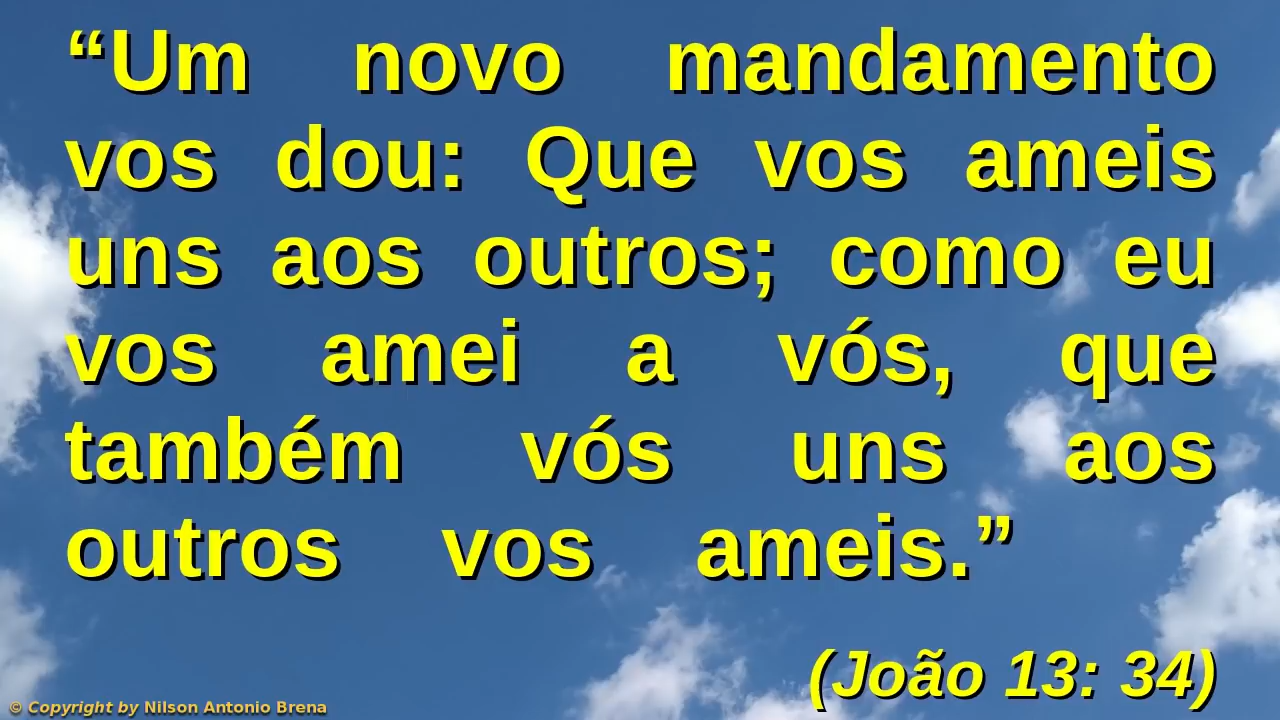 “Um novo mandamento
vos dou: Que vos ameis
uns aos outros; como eu
vos amei a vós, que
também vós uns aos
outros vos ameis.”
(João 13: 34)
© Copyright by Nilson Antonio Brena